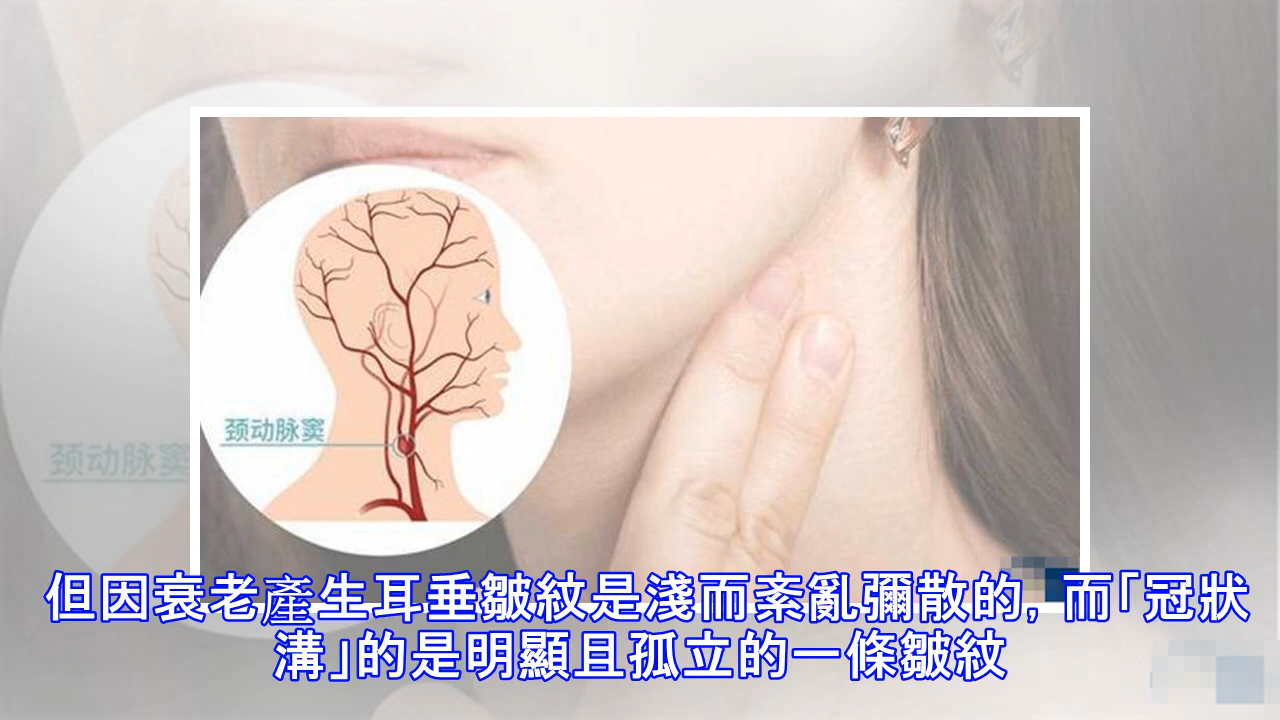 颈动脉窦
颈动脉窦
但因衰老產生耳垂皺紋是淺而紊亂彌散的, 而「冠狀
溝」的是明顯且孤立的一條皺紋